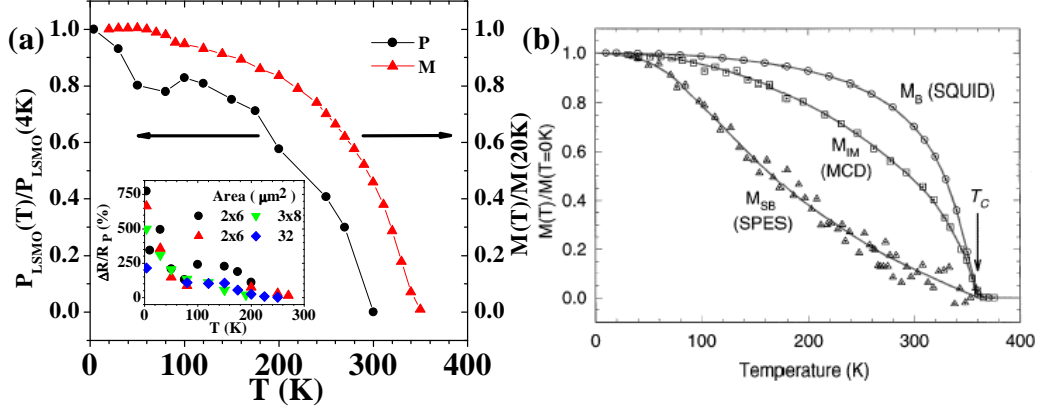 (a)
P
M
P_LSMO(T)/P_LSMO(4K)
1.0
0.8
0.6
0.4
0.2
0.0
M(T)/M(20K)
1.0
0.8
0.6
0.4
0.2
0.0
0 100 200 300 400
T (K)
Area ( μm²)
2x6 3x8
2x6 32
ΔR/R_P (%)
750
500
250
0
0 100 200 300
T (K)
(b)
M_B (SQUID)
M_IM
(MCD)
M_SB
(SPES)
T_C
M(T)/M(T=0K)
1.0
0.8
0.6
0.4
0.2
0.0
0 100 200 300 400
Temperature (K)